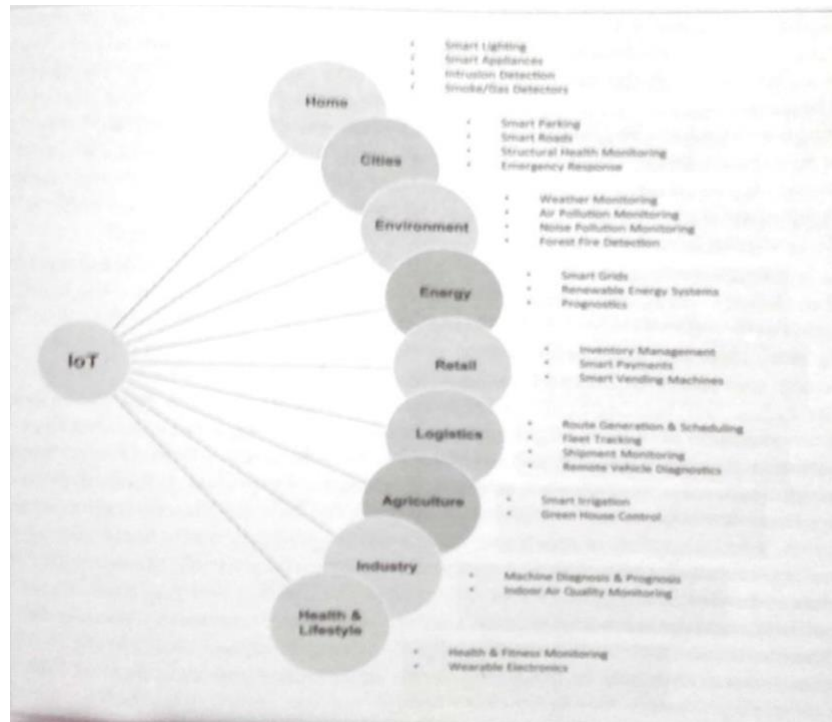 Smart Lighting
Smart Appliances
Intrusion Detection
Smoke/Gas Detectors
Home
Smart Parking
Smart Roads
Structural Health Monitoring
Emergency Response
Cities
Weather Monitoring
Air Pollution Monitoring
Noise Pollution Monitoring
Forest Fire Detection
Environment
Smart Grids
Renewable Energy Systems
Prognostics
Energy
IoT
Inventory Management
Smart Payments
Smart Vending Machines
Retail
Route Generation & Scheduling
Fleet Tracking
Shipment Monitoring
Remote Vehicle Diagnostics
Logistics
Smart Irrigation
Green House Control
Agriculture
Machine Diagnosis & Prognosis
Indoor Air Quality Monitoring
Industry
Health &
Lifestyle
Health & Fitness Monitoring
Wearable Electronics